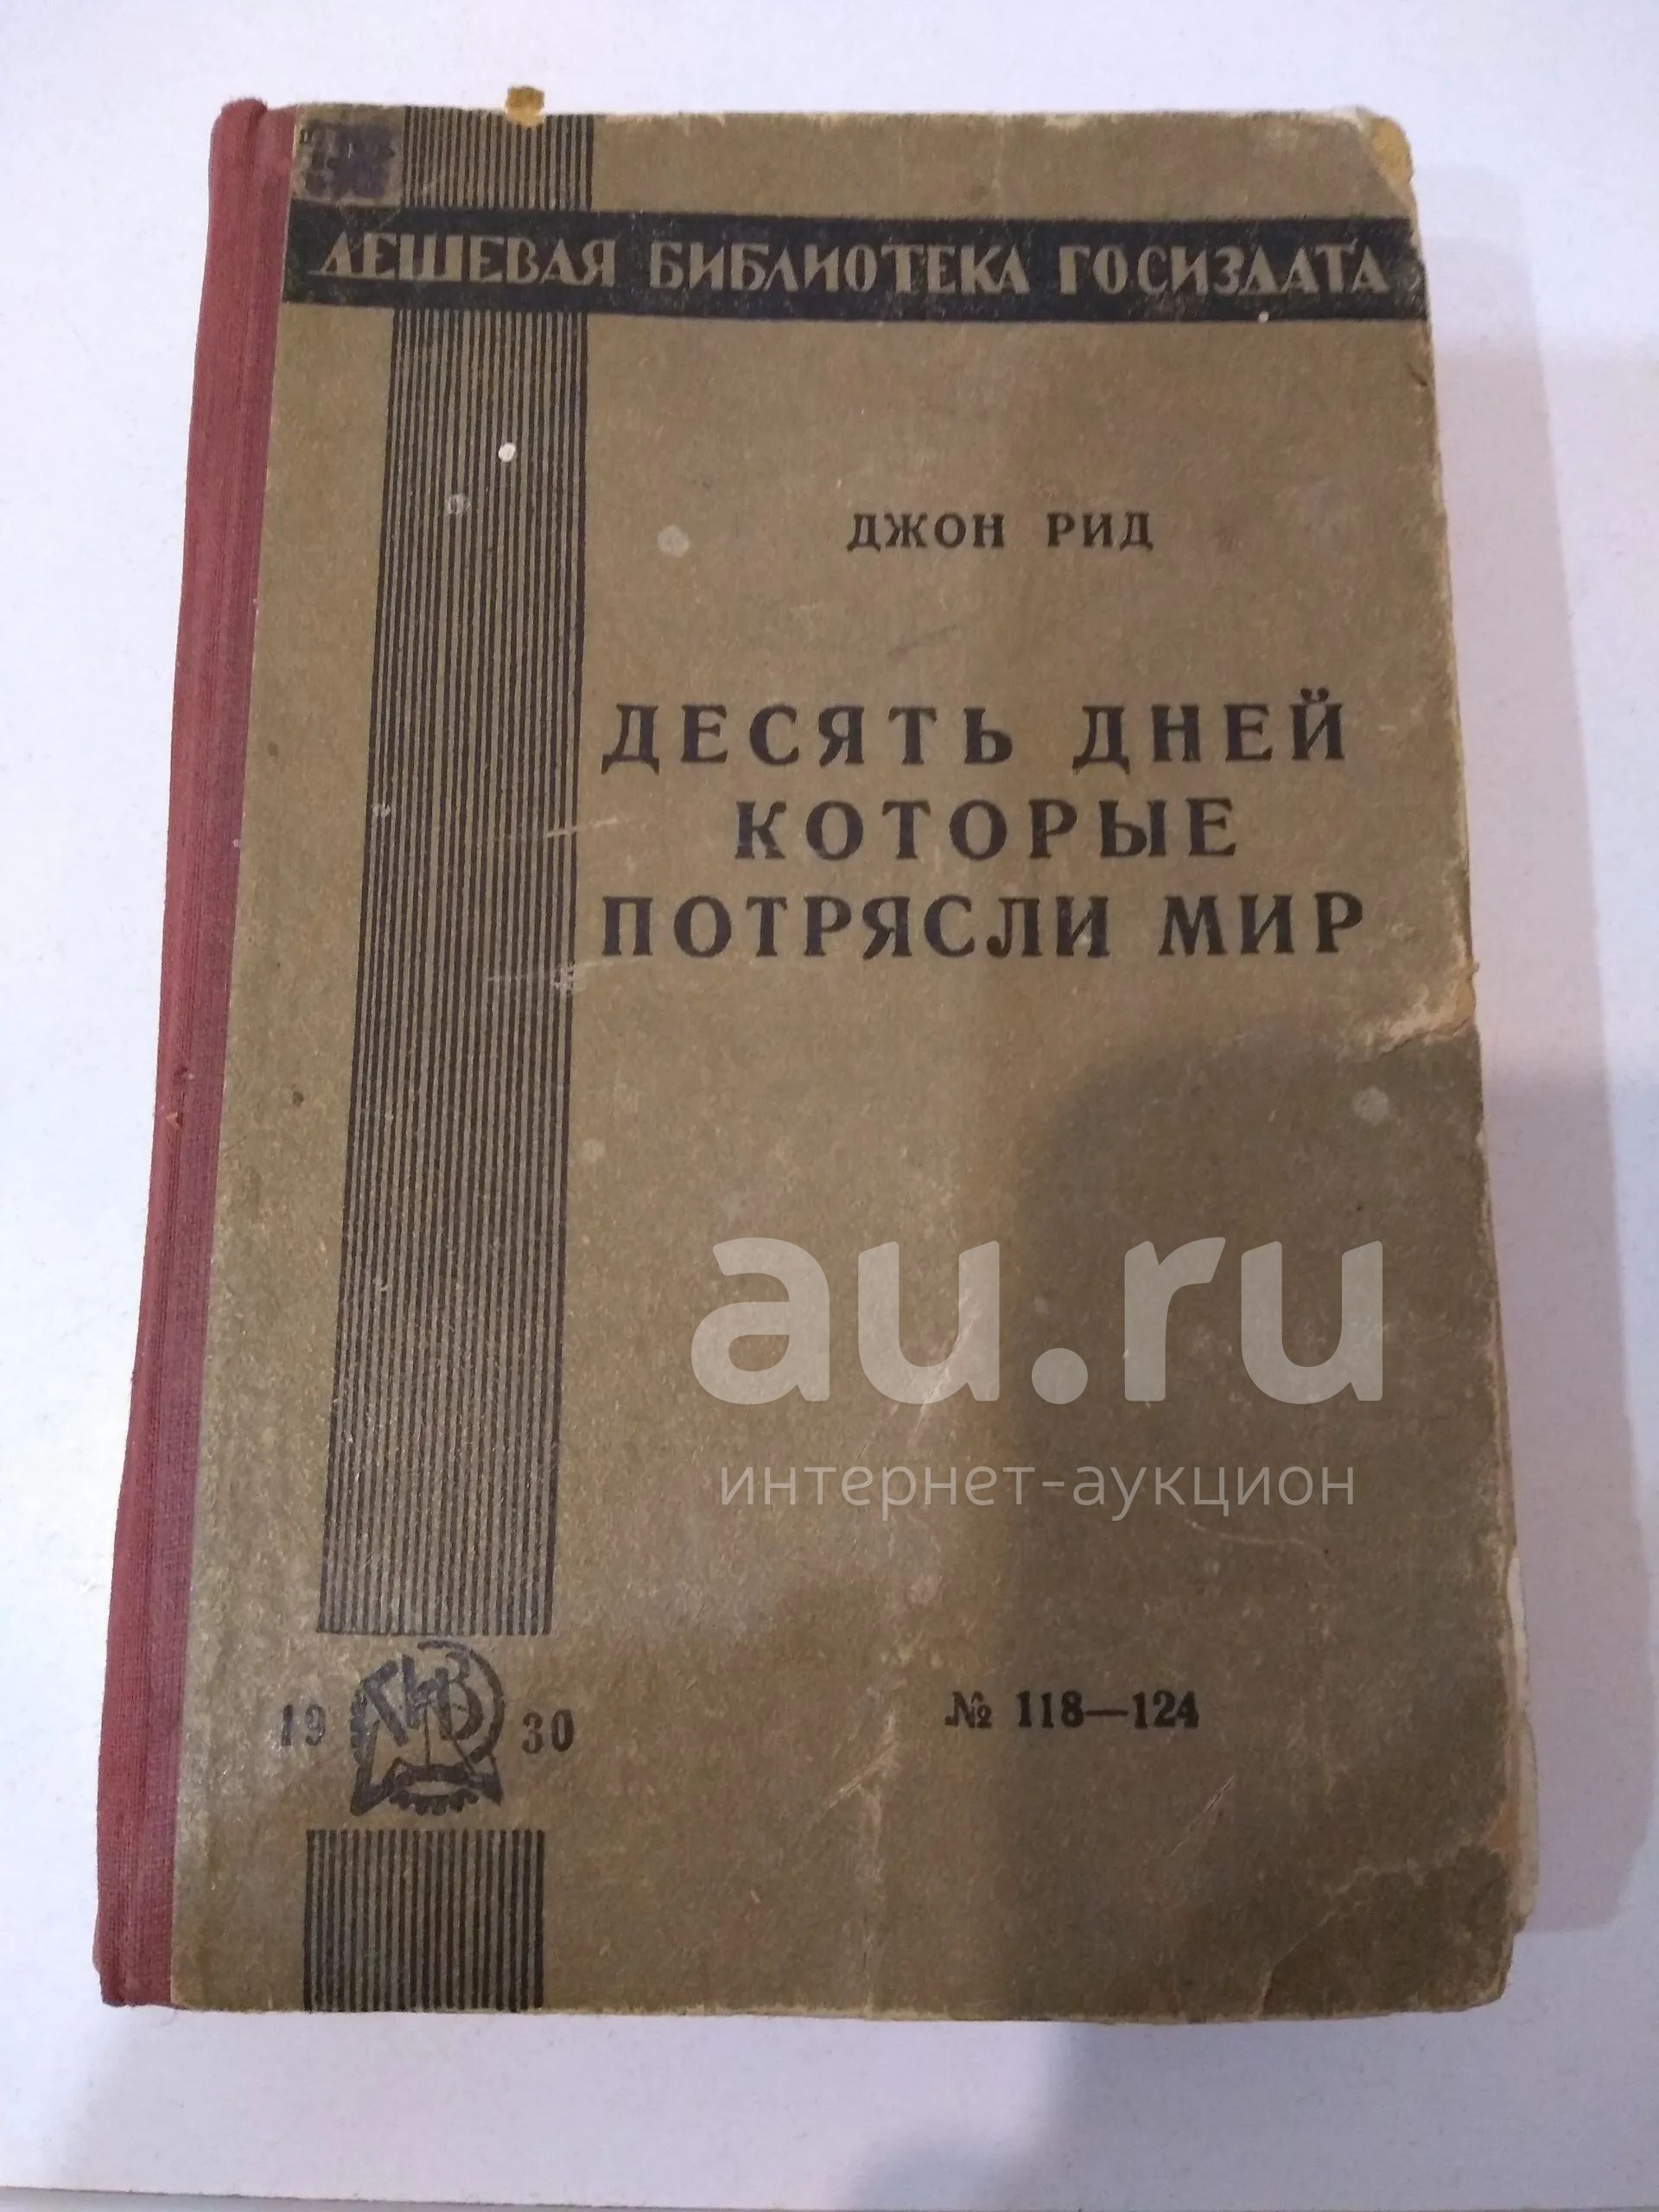 ДЕШЕВАЯ БИБЛИОТЕКА ГОСИЗДАТА
ДЖОН РИД
ДЕСЯТЬ ДНЕЙ
КОТОРЫЕ
ПОТРЯСЛИ МИР
au.ru
интернет-аукцион
19 ГИЗ 30
№ 118—124